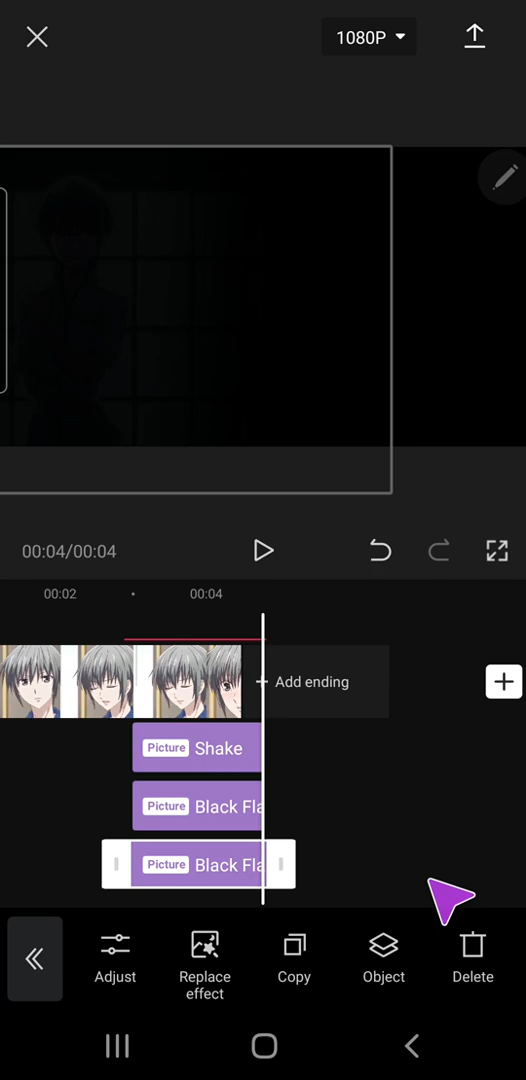 1080P
00:04/00:04
00:02
00:04
Add ending
Picture Shake
Picture Black Fla
Picture Black Fla
Adjust
Replace
effect
Copy
Object
Delete